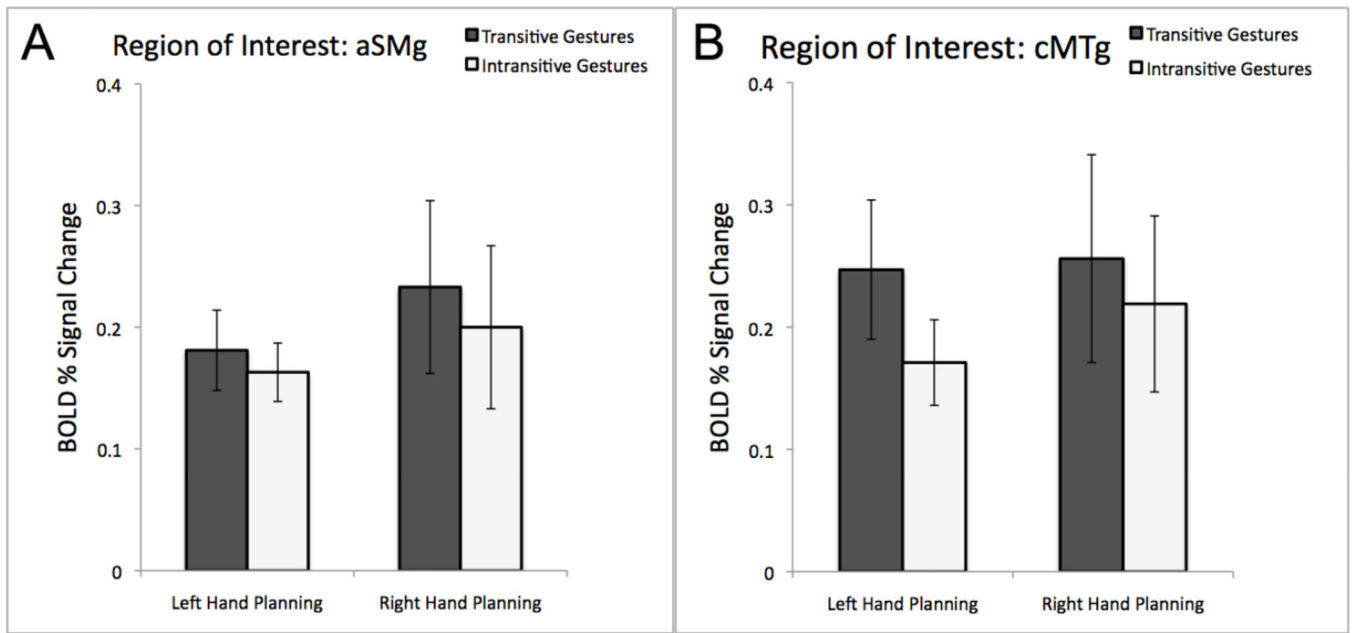 A
Region of Interest: aSMg
Transitive Gestures
Intransitive Gestures
BOLD % Signal Change
0.4
0.3
0.2
0.1
0
Left Hand Planning
Right Hand Planning
B
Region of Interest: cMTg
Transitive Gestures
Intransitive Gestures
BOLD % Signal Change
0.4
0.3
0.2
0.1
0
Left Hand Planning
Right Hand Planning